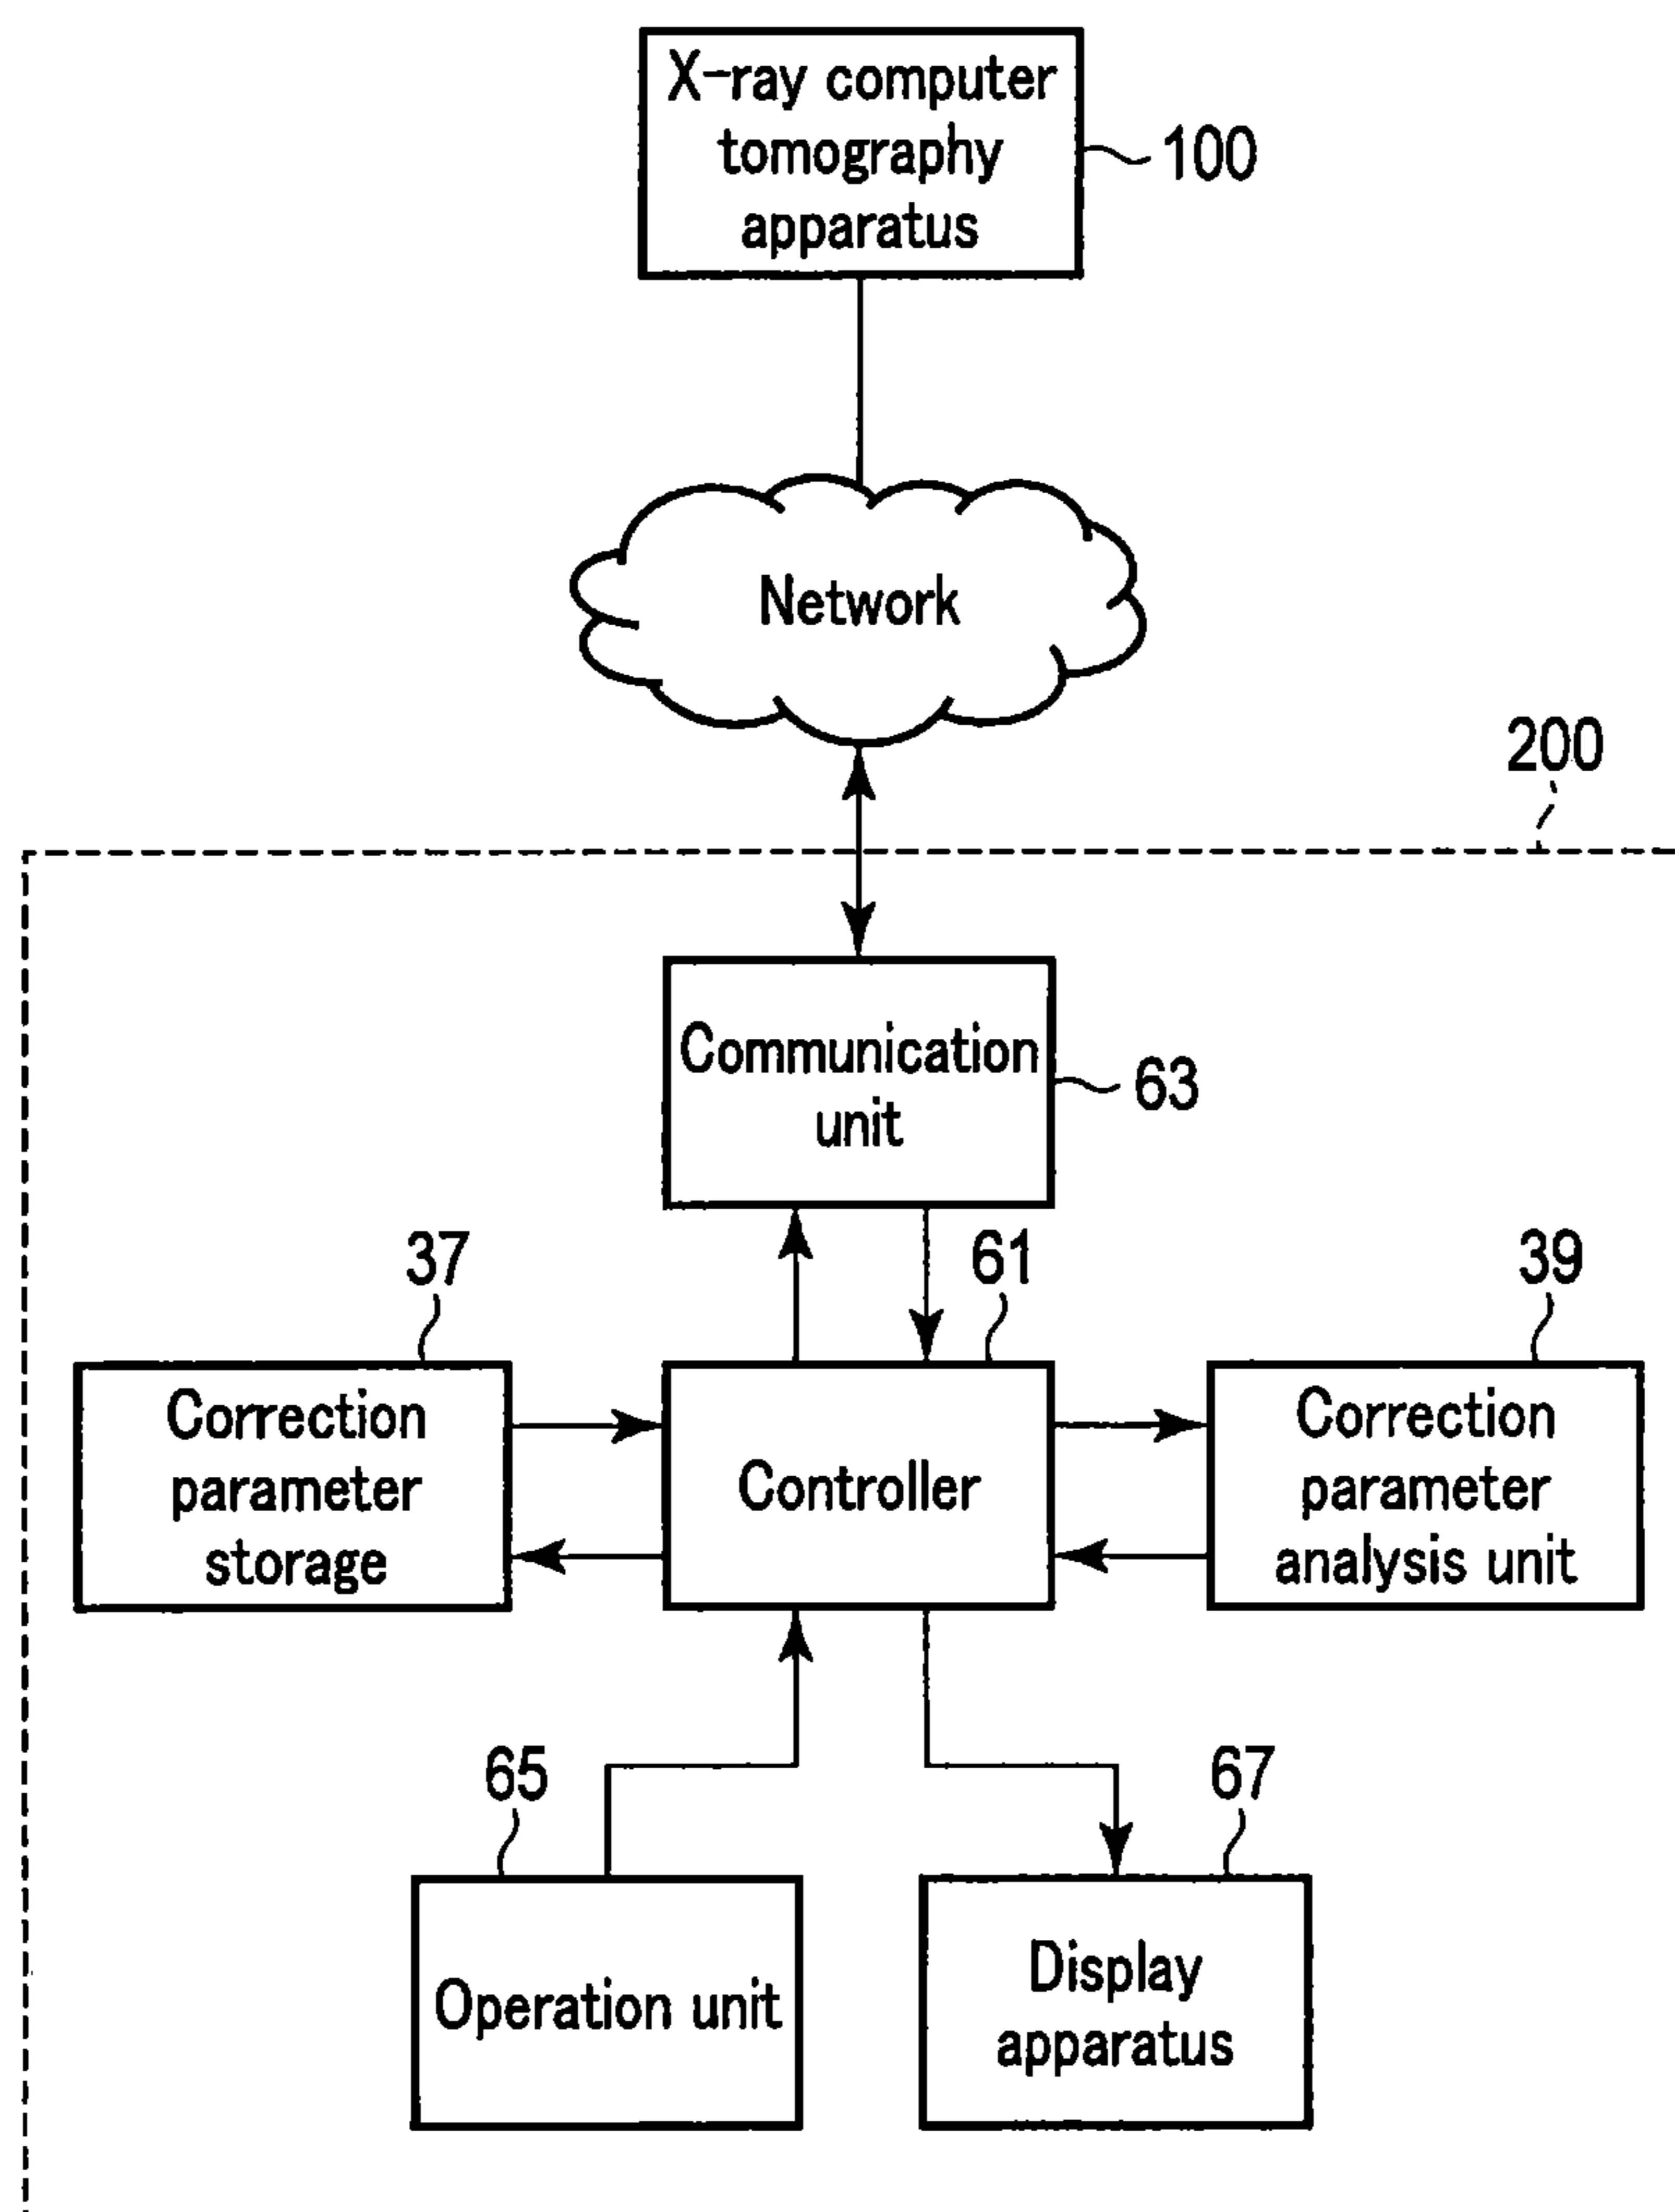 X-ray computer
tomography
apparatus
100
Network
200
Communication
unit
63
37
61
39
Correction
parameter
storage
Controller
Correction
parameter
analysis unit
65
67
Operation unit
Display
apparatus